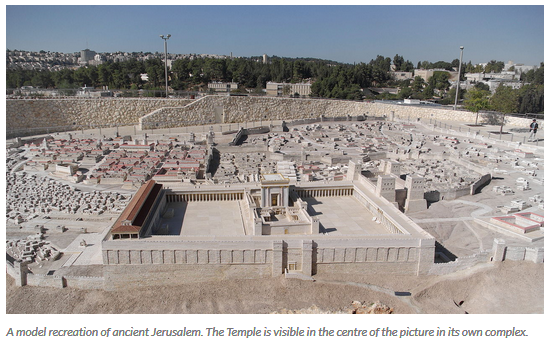 A model recreation of ancient Jerusalem. The Temple is visible in the centre of the picture in its own complex.